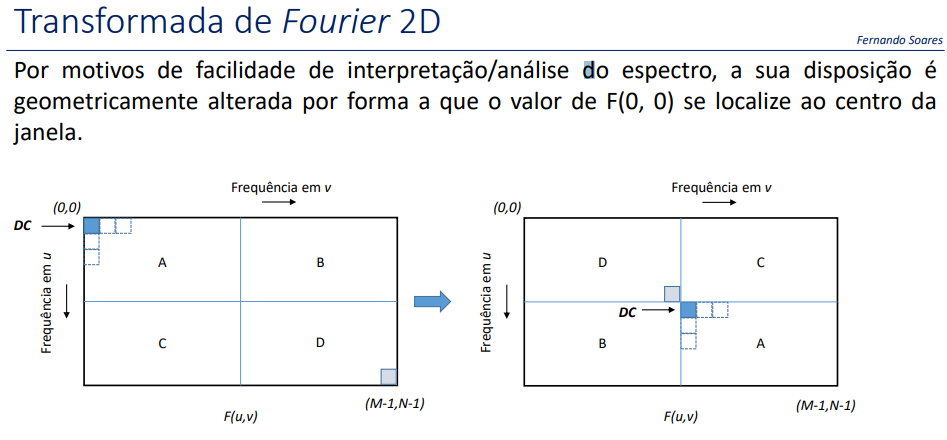 Transformada de Fourier 2D
Fernando Soares
Por motivos de facilidade de interpretação/análise do espectro, a sua disposição é
geometricamente alterada por forma a que o valor de F(0, 0) se localize ao centro da
janela.
Frequência em v
(0,0)
DC
Frequência em u
A
B
C
D
(M-1,N-1)
F(u,v)
Frequência em v
(0,0)
Frequência em u
D
C
DC
B
A
(M-1,N-1)
F(u,v)